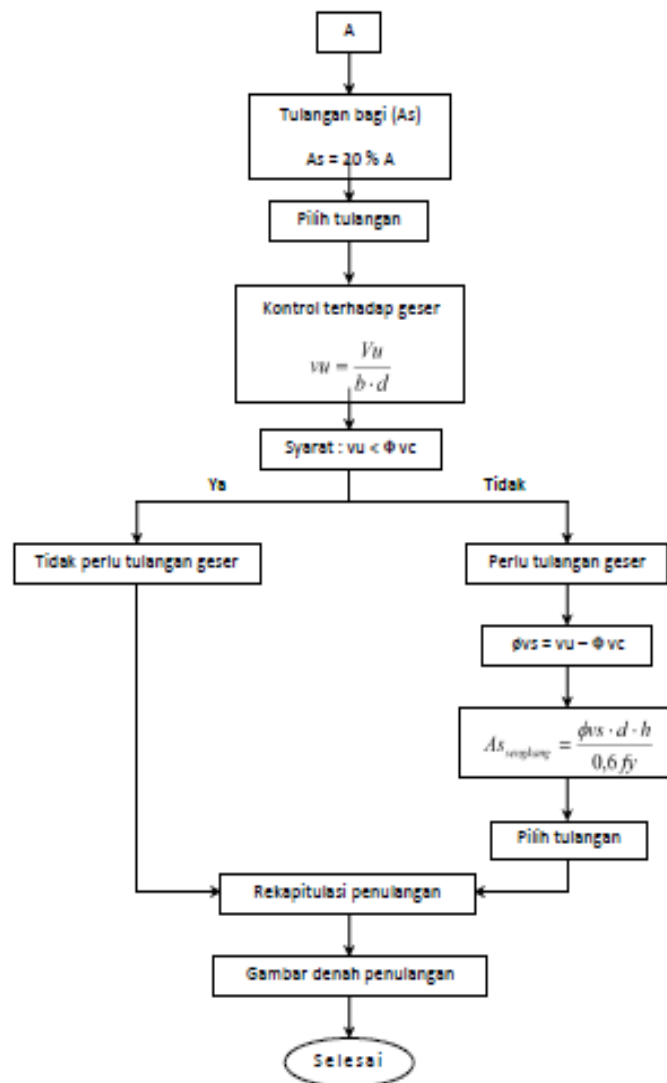 A
Tulangan bagi (As)
As = 20 % A
Pilih tulangan
Kontrol terhadap geser
vu = Vu / b · d
Syarat : vu < Φ vc
Ya
Tidak
Tidak perlu tulangan geser
Perlu tulangan geser
ϕvs = vu – Φ vc
As sengkang = ϕvs · d · h / 0,6 fy
Pilih tulangan
Rekapitulasi penulangan
Gambar denah penulangan
Selesai